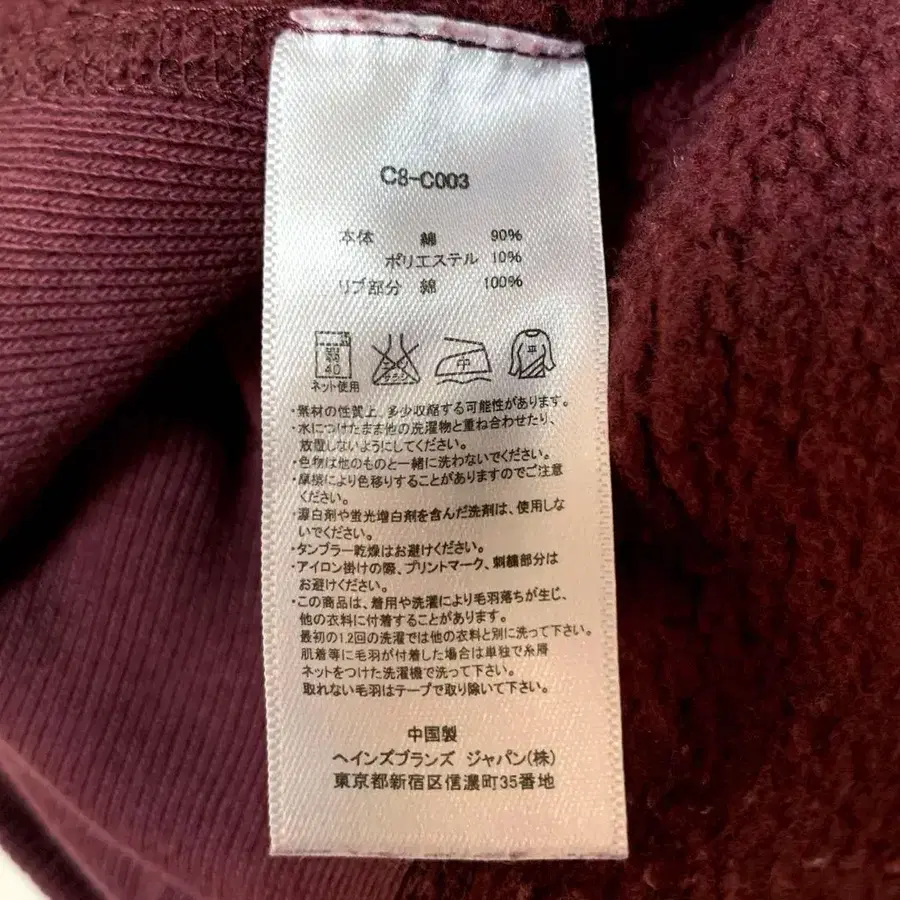 C8-C003
本体 綿 90%
ポリエステル 10%
リブ部分 綿 100%
弱
40
エンソ
セキユ
中
平
ネット使用
・素材の性質上、多少収縮する可能性があります。
・水につけたまま他の洗濯物と重ね合わせたり、
放置しないようにしてください。
・色物は他のものと一緒に洗わないでください。
・摩擦により色移りすることがありますのでご注意
ください。
・漂白剤や蛍光増白剤を含んだ洗剤は、使用しな
いでください。
・タンブラー乾燥はお避けください。
・アイロン掛けの際、プリントマーク、刺繍部分は
お避けください。
・この商品は、着用や洗濯により毛羽落ちが生じ、
他の衣料に付着することがあります。
最初の1.2回の洗濯では他の衣料と別に洗って下さい。
肌着等に毛羽が付着した場合は単独で糸屑
ネットをつけた洗濯機で洗って下さい。
取れない毛羽はテープで取り除いて下さい。
中国製
ヘインズブランズ ジャパン(株)
東京都新宿区信濃町35番地